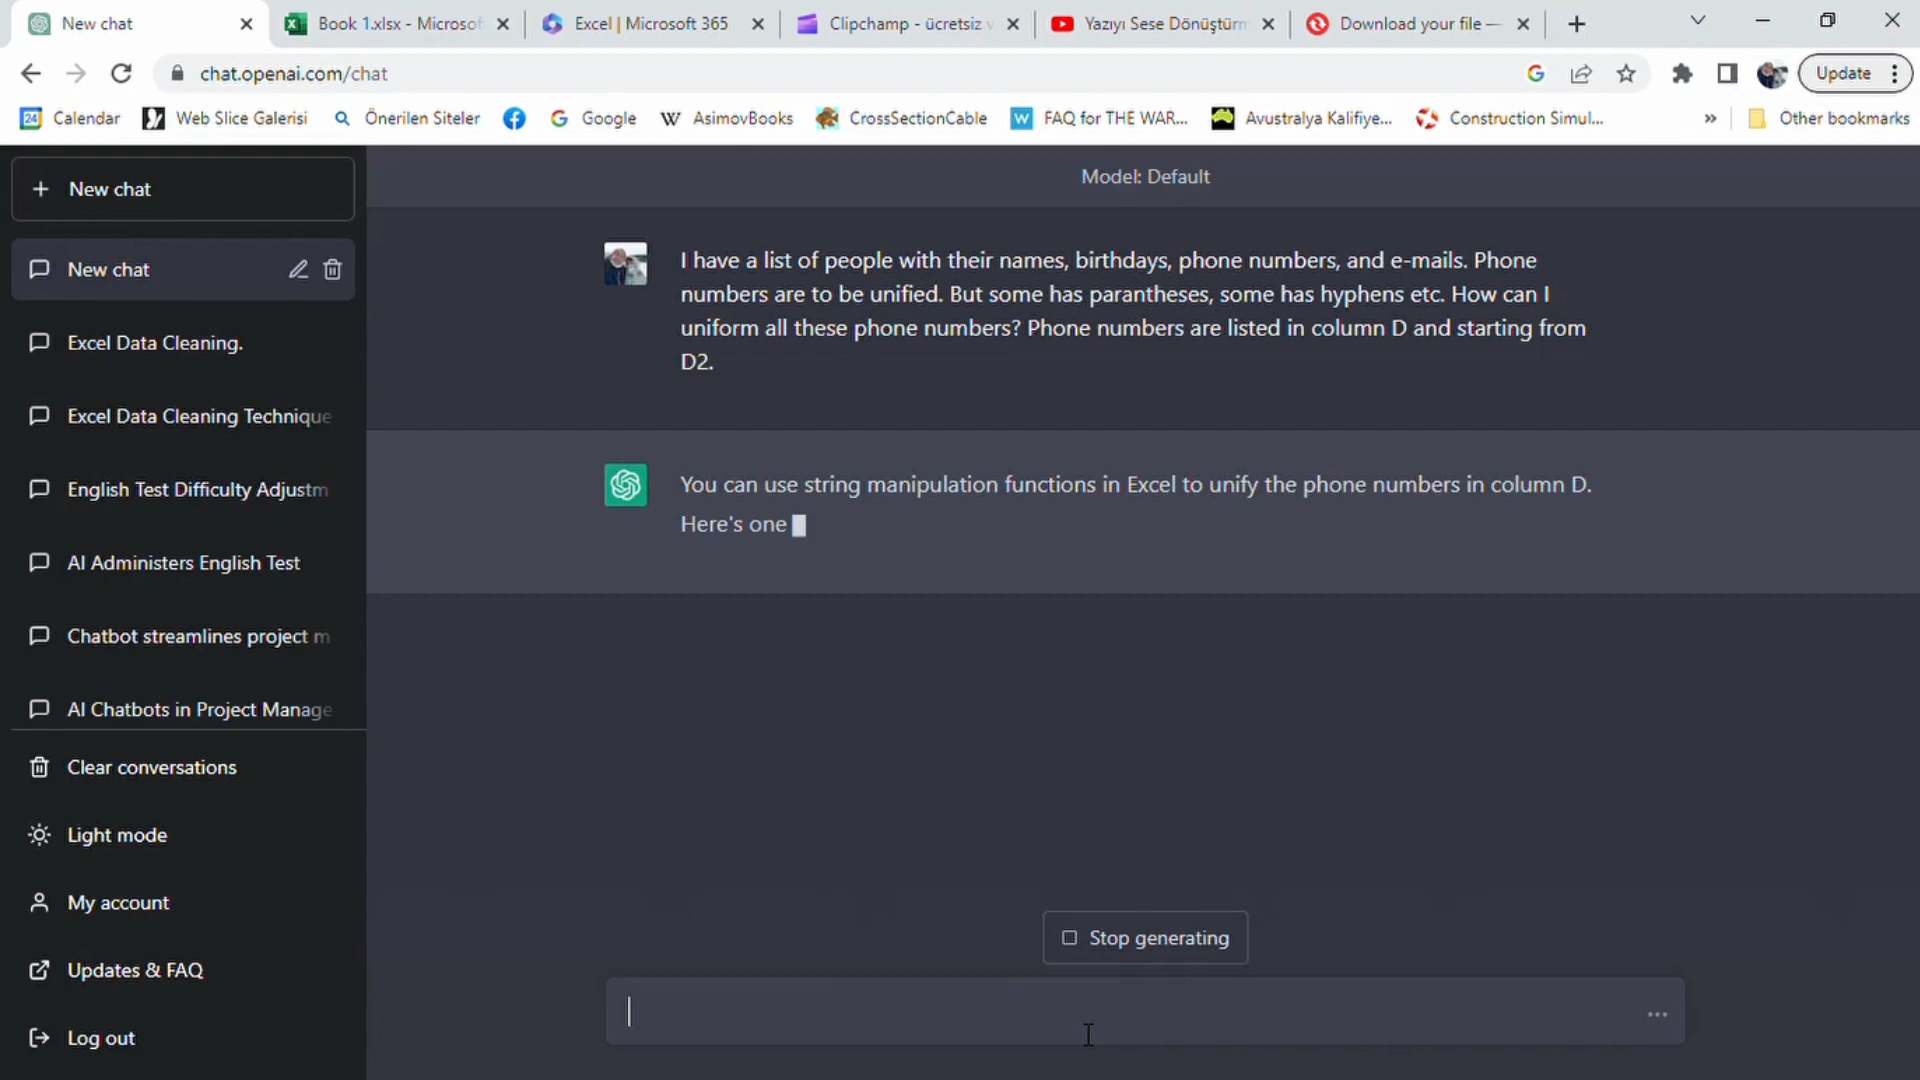 New chat
Book 1.xlsx - Microsof
Excel | Microsoft 365
Clipchamp - ücretsiz v
Yazıyı Sese Dönüştürm
Download your file —
chat.openai.com/chat
Update
24
Calendar
Web Slice Galerisi
Önerilen Siteler
Google
AsimovBooks
CrossSectionCable
FAQ for THE WAR...
Avustralya Kalifiye...
Construction Simul...
Other bookmarks
New chat
New chat
Excel Data Cleaning.
Excel Data Cleaning Technique
English Test Difficulty Adjustm
AI Administers English Test
Chatbot streamlines project m
AI Chatbots in Project Manage
Clear conversations
Light mode
My account
Updates & FAQ
Log out
Model: Default
I have a list of people with their names, birthdays, phone numbers, and e-mails. Phone
numbers are to be unified. But some has parantheses, some has hyphens etc. How can I
uniform all these phone numbers? Phone numbers are listed in column D and starting from
D2.
You can use string manipulation functions in Excel to unify the phone numbers in column D.
Here's one
Stop generating